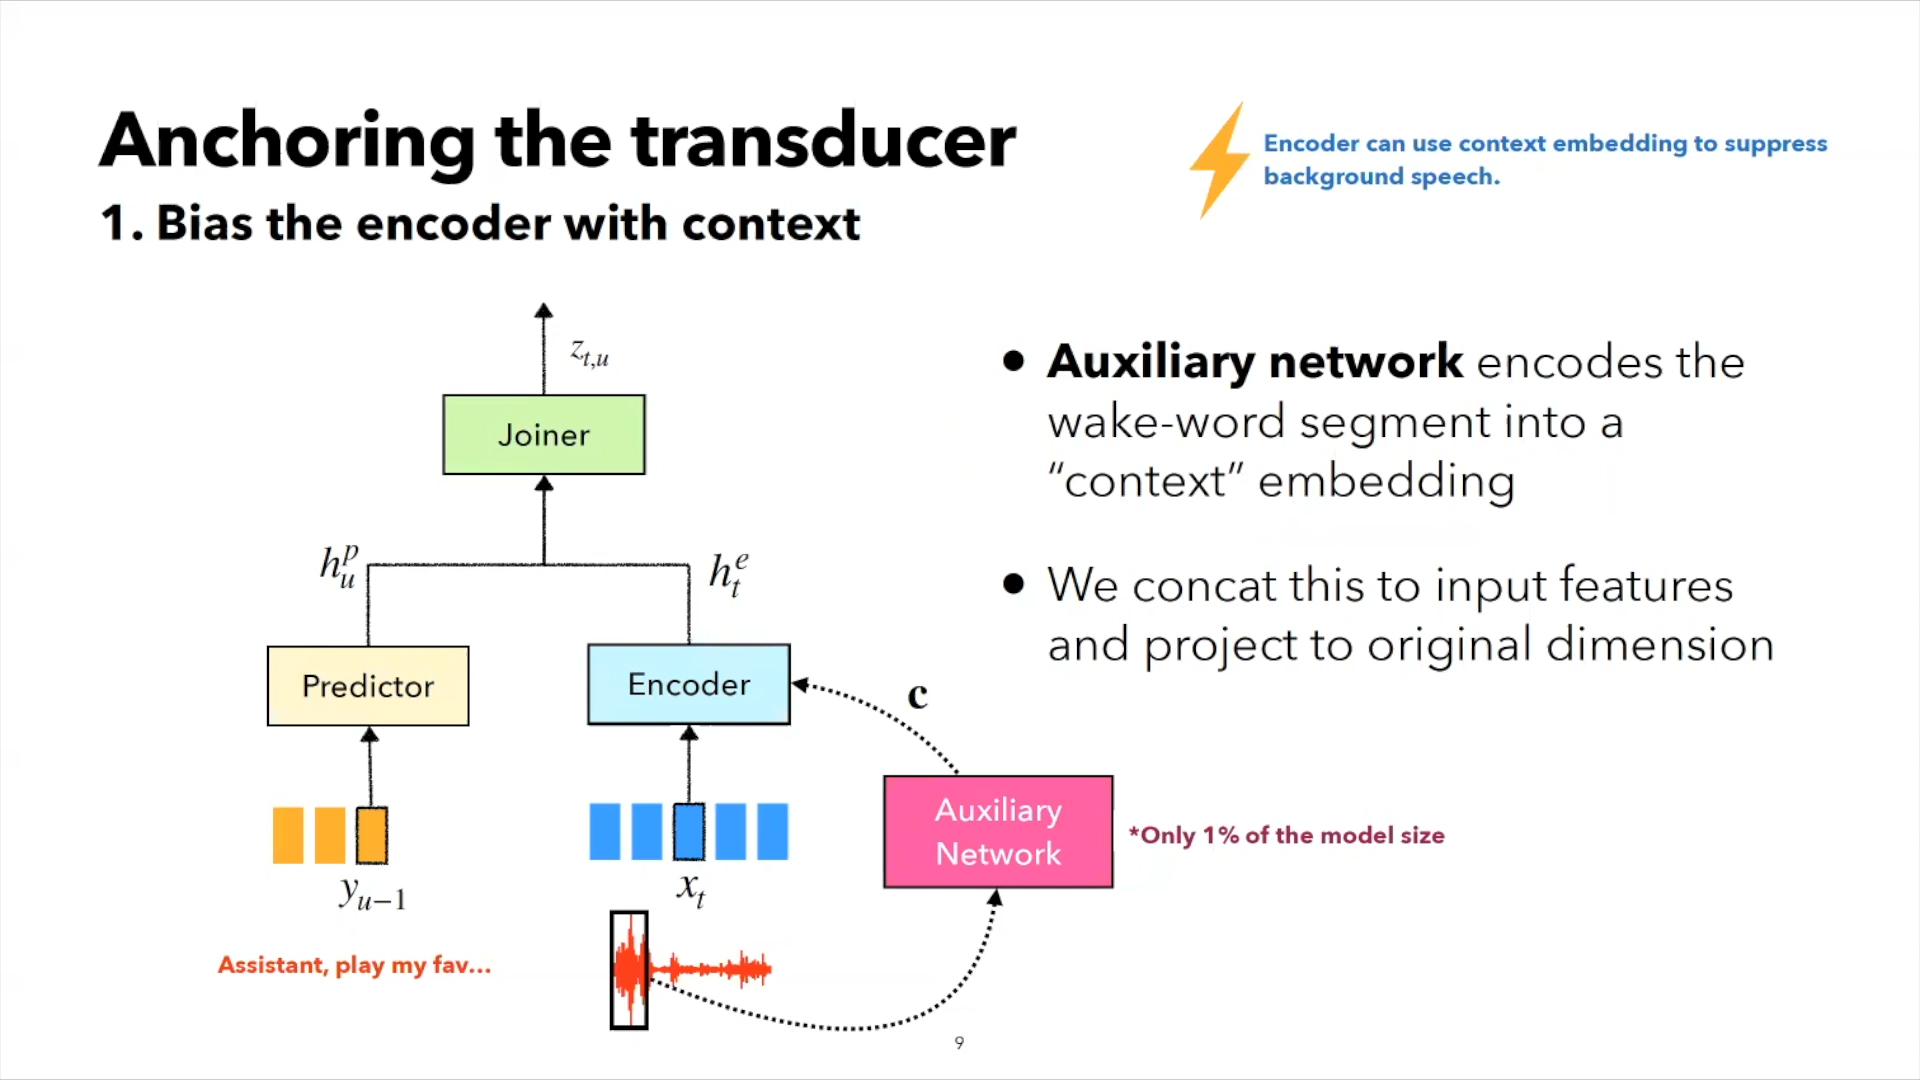 Anchoring the transducer
1. Bias the encoder with context
Encoder can use context embedding to suppress
background speech.
z_{t,u}
Joiner
h_u^p
h_t^e
Predictor
Encoder
c
y_{u-1}
x_t
Auxiliary
Network
*Only 1% of the model size
Assistant, play my fav...
• Auxiliary network encodes the
wake-word segment into a
“context” embedding
• We concat this to input features
and project to original dimension
9